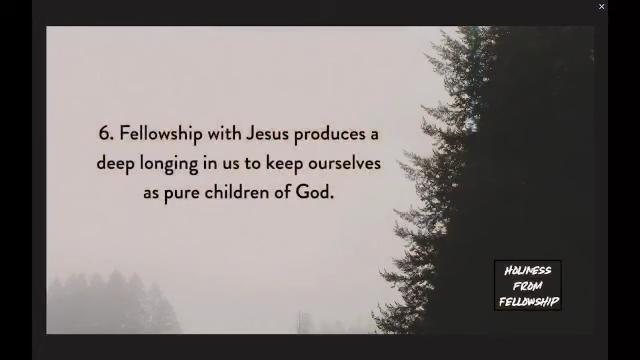 6. Fellowship with Jesus produces a
deep longing in us to keep ourselves
as pure children of God.
HOLINESS
FROM
FELLOWSHIP